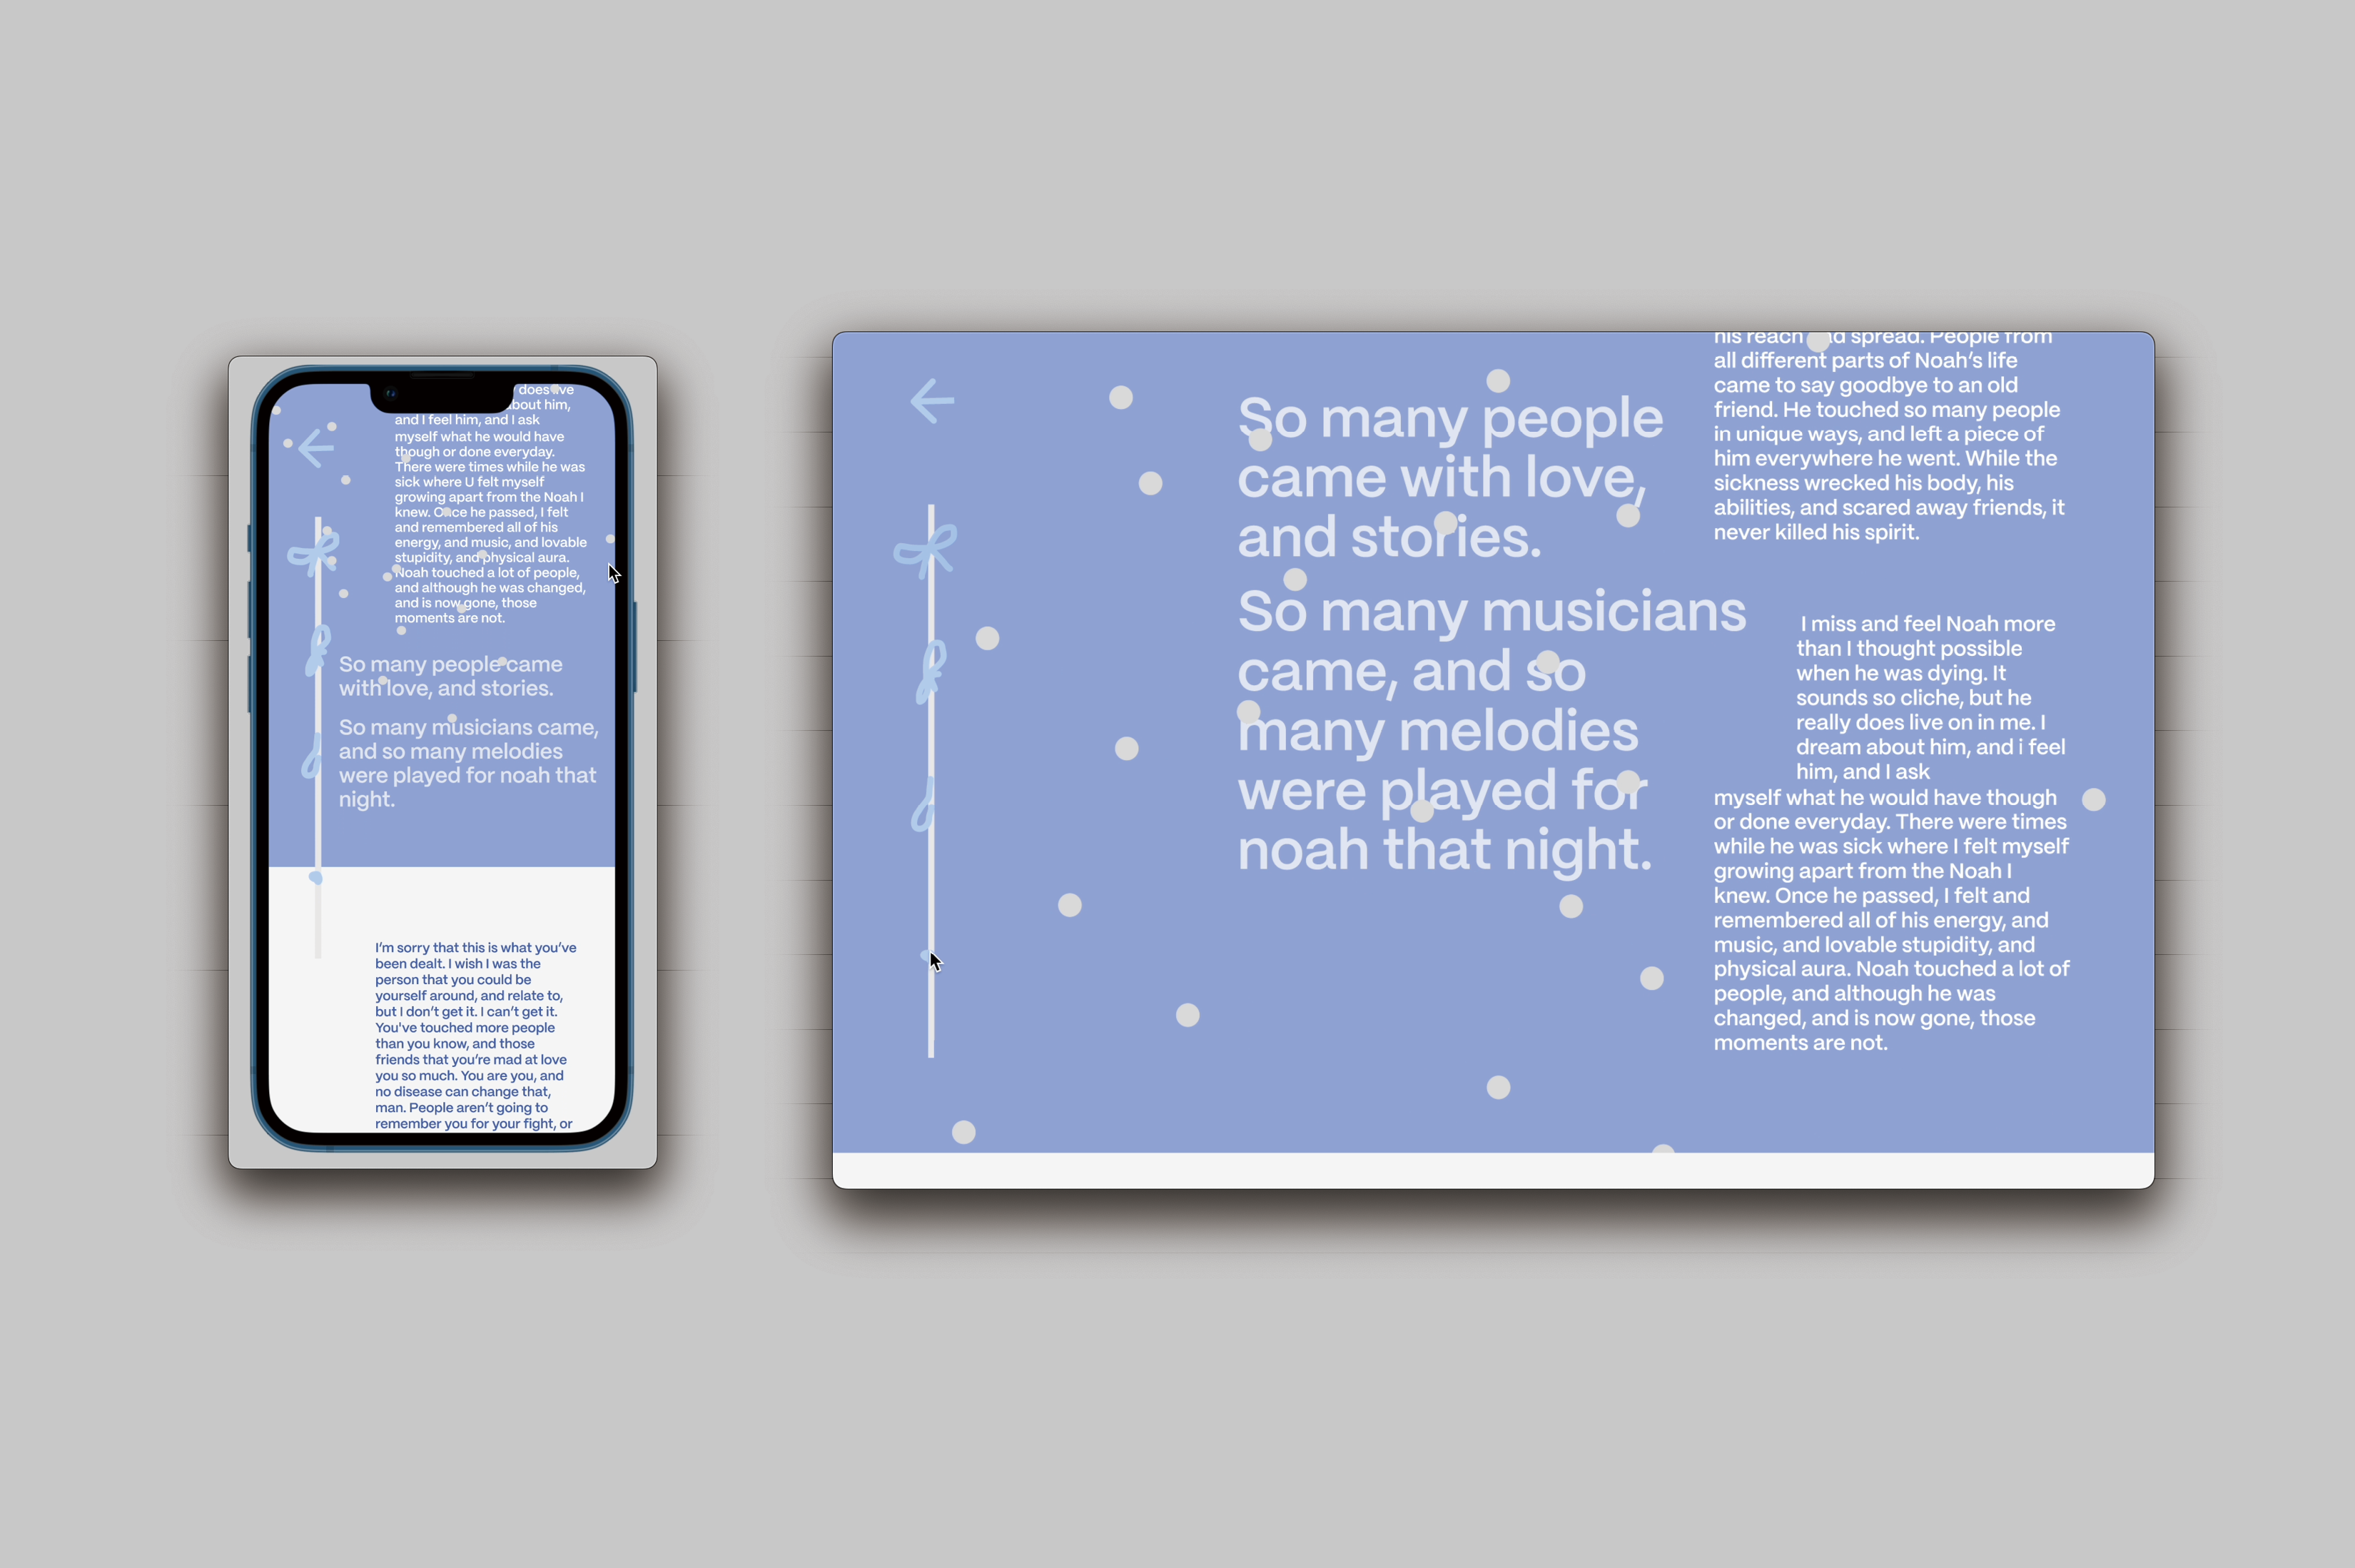 does
about him,
and I feel him, and I ask
myself what he would have
though or done everyday.
There were times while he was
sick where U felt myself
growing apart from the Noah I
knew. Once he passed, I felt
and remembered all of his
energy, and music, and lovable
stupidity, and physical aura.
Noah touched a lot of people,
and although he was changed,
and is now gone, those
moments are not.
So many people came
with love, and stories.
So many musicians came,
and so many melodies
were played for noah that
night.
I'm sorry that this is what you've
been dealt. I wish I was the
person that you could be
yourself around, and relate to,
but I don't get it. I can't get it.
You've touched more people
than you know, and those
friends that you're mad at love
you so much. You are you, and
no disease can change that,
man. People aren't going to
remember you for your fight, or
So many people
came with love,
and stories.
So many musicians
came, and so
many melodies
were played for
noah that night.
his reach and spread. People from
all different parts of Noah's life
came to say goodbye to an old
friend. He touched so many people
in unique ways, and left a piece of
him everywhere he went. While the
sickness wrecked his body, his
abilities, and scared away friends, it
never killed his spirit.
I miss and feel Noah more
than I thought possible
when he was dying. It
sounds so cliche, but he
really does live on in me. I
dream about him, and i feel
him, and I ask
myself what he would have though
or done everyday. There were times
while he was sick where I felt myself
growing apart from the Noah I
knew. Once he passed, I felt and
remembered all of his energy, and
music, and lovable stupidity, and
physical aura. Noah touched a lot of
people, and although he was
changed, and is now gone, those
moments are not.